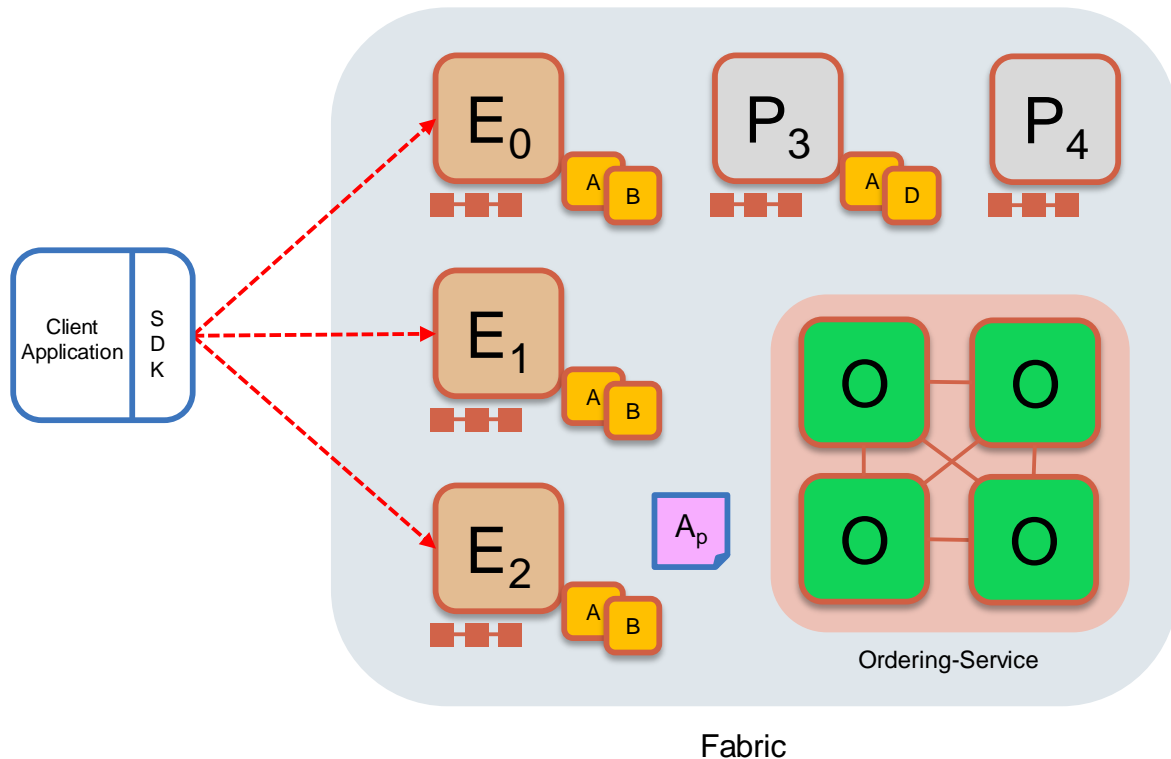 E0
A
B
P3
A
D
P4
Client
Application
S
D
K
E1
A
B
O
O
E2
A
B
Ap
O
O
Ordering-Service
Fabric